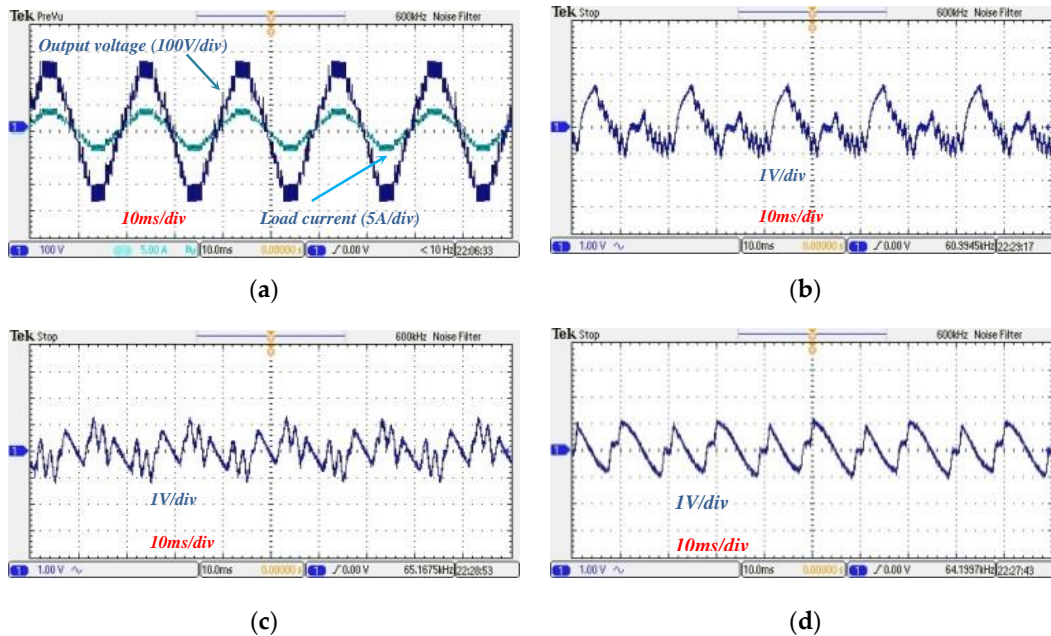 Tek PreVu 600kHz Noise Filter
Output voltage (100V/div)
1
10ms/div
Load current (5A/div)
1 100 V 2 5.00 A 10.0ms 0.00000 s 1 0.00 V < 10 Hz 22:06:33
(a)
Tek Stop 600kHz Noise Filter
1
1V/div
10ms/div
1 1.00 V 10.0ms 0.00000 s 1 0.00 V 60.9945kHz 22:29:17
(b)
Tek Stop 600kHz Noise Filter
1
1V/div
10ms/div
1 1.00 V 10.0ms 0.00000 s 1 0.00 V 65.1675kHz 22:28:53
(c)
Tek Stop 600kHz Noise Filter
1
1V/div
10ms/div
1 1.00 V 10.0ms 0.00000 s 1 0.00 V 64.1997kHz 22:27:43
(d)